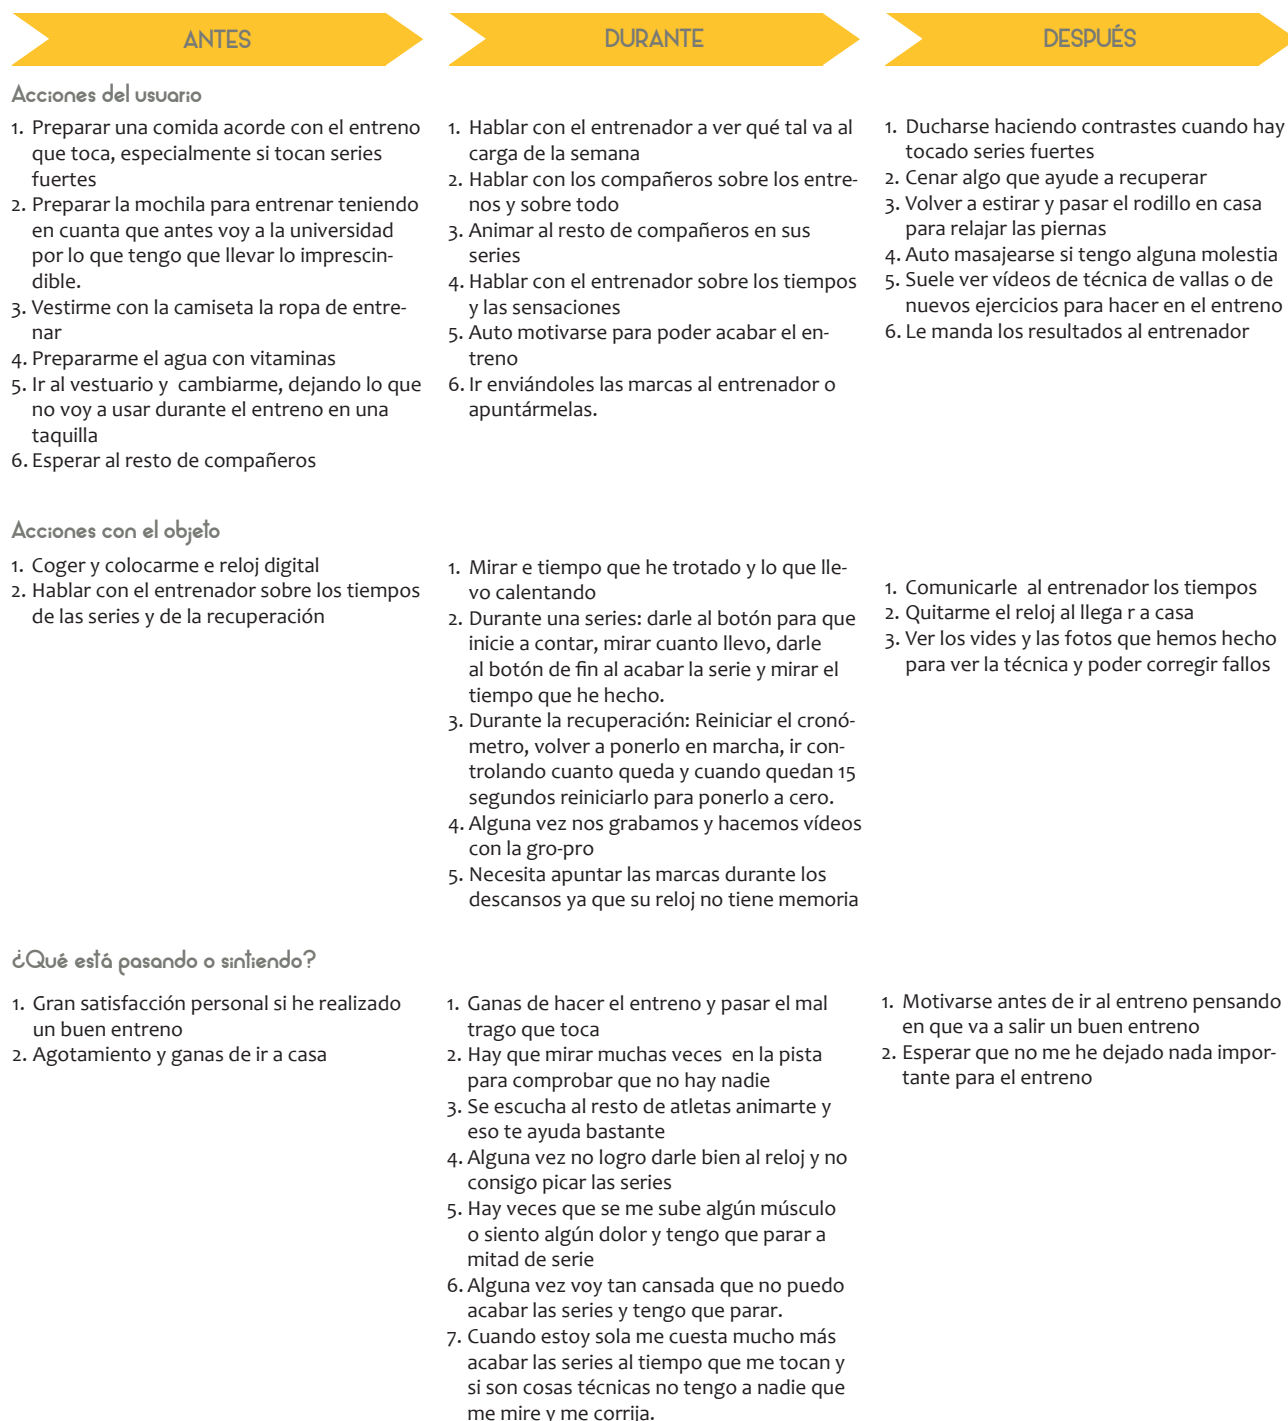 ANTES
DURANTE
DESPUÉS
Acciones del usuario
1. Preparar una comida acorde con el entreno
que toca, especialmente si tocan series
fuertes
2. Preparar la mochila para entrenar teniendo
en cuanta que antes voy a la universidad
por lo que tengo que llevar lo imprescin-
dible.
3. Vestirme con la camiseta la ropa de entre-
nar
4. Prepararme el agua con vitaminas
5. Ir al vestuario y  cambiarme, dejando lo que
no voy a usar durante el entreno en una
taquilla
6. Esperar al resto de compañeros
1. Hablar con el entrenador a ver qué tal va al
carga de la semana
2. Hablar con los compañeros sobre los entre-
nos y sobre todo
3. Animar al resto de compañeros en sus
series
4. Hablar con el entrenador sobre los tiempos
y las sensaciones
5. Auto motivarse para poder acabar el en-
treno
6. Ir enviándoles las marcas al entrenador o
apuntármelas.
1. Ducharse haciendo contrastes cuando hay
tocado series fuertes
2. Cenar algo que ayude a recuperar
3. Volver a estirar y pasar el rodillo en casa
para relajar las piernas
4. Auto masajearse si tengo alguna molestia
5. Suele ver vídeos de técnica de vallas o de
nuevos ejercicios para hacer en el entreno
6. Le manda los resultados al entrenador
Acciones con el objeto
1. Coger y colocarme e reloj digital
2. Hablar con el entrenador sobre los tiempos
de las series y de la recuperación
1. Mirar e tiempo que he trotado y lo que lle-
vo calentando
2. Durante una series: darle al botón para que
inicie a contar, mirar cuanto llevo, darle
al botón de fin al acabar la serie y mirar el
tiempo que he hecho.
3. Durante la recuperación: Reiniciar el cronó-
metro, volver a ponerlo en marcha, ir con-
trolando cuanto queda y cuando quedan 15
segundos reiniciarlo para ponerlo a cero.
4. Alguna vez nos grabamos y hacemos vídeos
con la gro-pro
5. Necesita apuntar las marcas durante los
descansos ya que su reloj no tiene memoria
1. Comunicarle  al entrenador los tiempos
2. Quitarme el reloj al llega r a casa
3. Ver los vides y las fotos que hemos hecho
para ver la técnica y poder corregir fallos
¿Qué está pasando o sintiendo?
1. Gran satisfacción personal si he realizado
un buen entreno
2. Agotamiento y ganas de ir a casa
1. Ganas de hacer el entreno y pasar el mal
trago que toca
2. Hay que mirar muchas veces  en la pista
para comprobar que no hay nadie
3. Se escucha al resto de atletas animarte y
eso te ayuda bastante
4. Alguna vez no logro darle bien al reloj y no
consigo picar las series
5. Hay veces que se me sube algún músculo
o siento algún dolor y tengo que parar a
mitad de serie
6. Alguna vez voy tan cansada que no puedo
acabar las series y tengo que parar.
7. Cuando estoy sola me cuesta mucho más
acabar las series al tiempo que me tocan y
si son cosas técnicas no tengo a nadie que
me mire y me corrija.
1. Motivarse antes de ir al entreno pensando
en que va a salir un buen entreno
2. Esperar que no me he dejado nada impor-
tante para el entreno